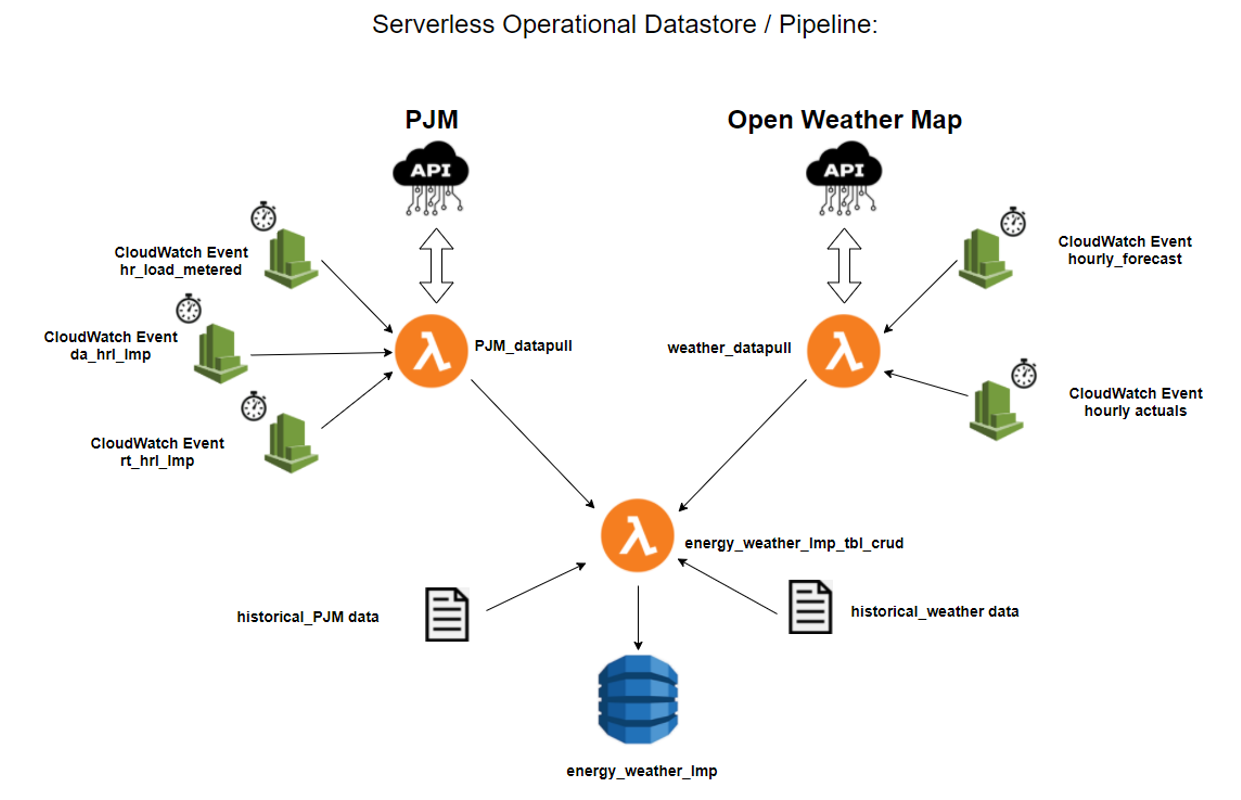 Serverless Operational Datastore / Pipeline:
PJM
Open Weather Map
API
API
CloudWatch Event
hr_load_metered
CloudWatch Event
hourly_forecast
CloudWatch Event
da_hrl_lmp
PJM_datapull
weather_datapull
CloudWatch Event
hourly actuals
CloudWatch Event
rt_hrl_lmp
energy_weather_lmp_tbl_crud
historical_PJM data
historical_weather data
energy_weather_lmp